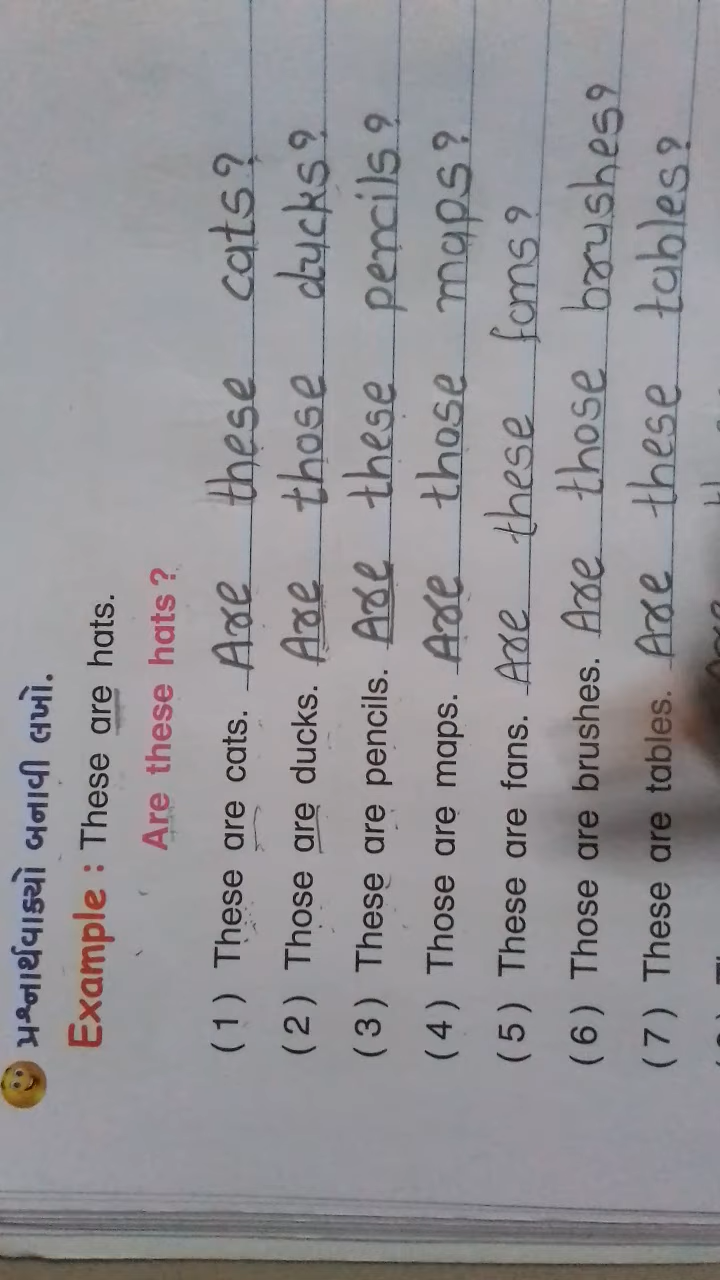 પ્રશ્નાર્થવાક્યો બનાવી લખો.
Example : These are hats.
Are these hats ?
(1) These are cats. Are these cats?
(2) Those are ducks. Are those ducks?
(3) These are pencils. Are these pencils?
(4) Those are maps. Are those maps?
(5) These are fans. Are these fans?
(6) Those are brushes. Are those brushes?
(7) These are tables. Are these tables?